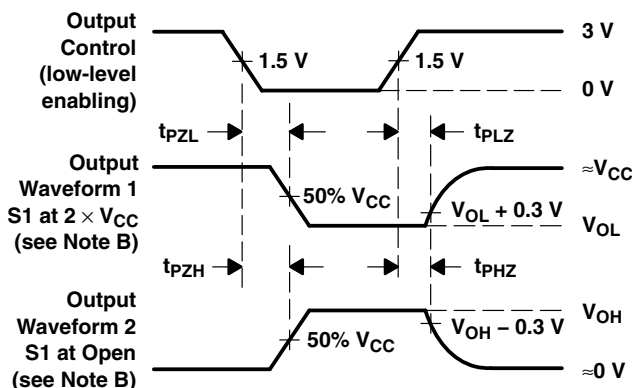 Output
Control
(low-level
enabling)
1.5 V
1.5 V
3 V
0 V
tPZL
tPLZ
Output
Waveform 1
S1 at 2 × VCC
(see Note B)
50% VCC
VOL + 0.3 V
≈VCC
VOL
tPZH
tPHZ
Output
Waveform 2
S1 at Open
(see Note B)
50% VCC
VOH − 0.3 V
VOH
≈0 V